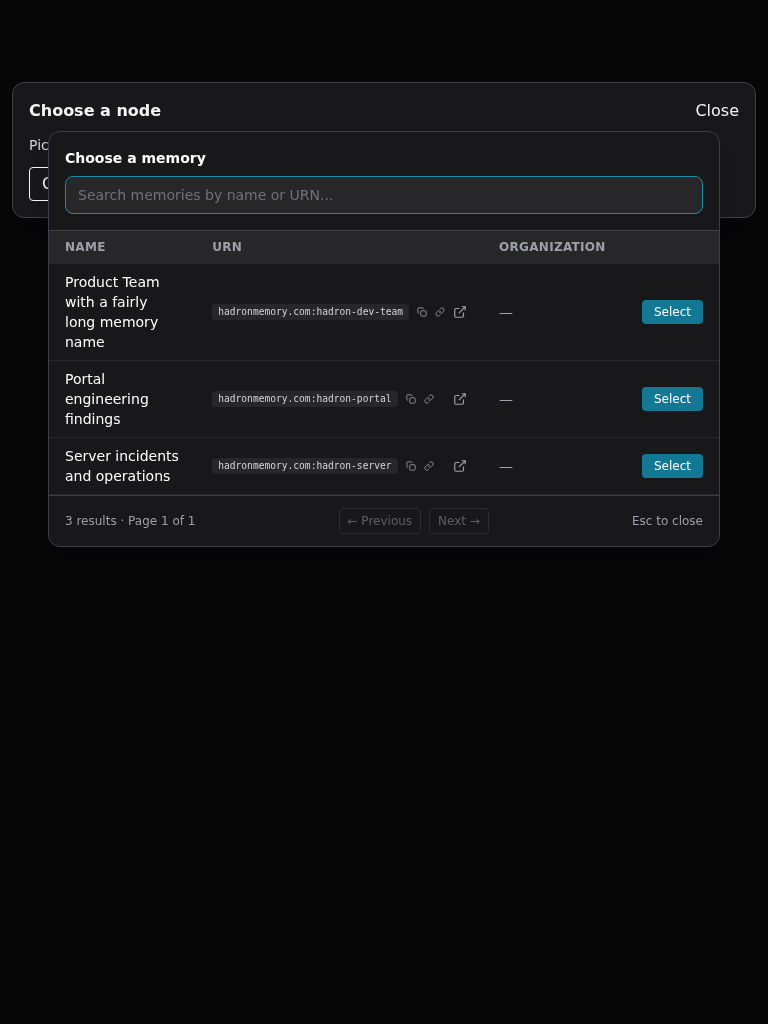 Choose a node
Close
Choose a memory
Search memories by name or URN...
NAME URN ORGANIZATION
Product Team
with a fairly
long memory
name
hadronmemory.com:hadron-dev-team — Select
Portal
engineering
findings
hadronmemory.com:hadron-portal — Select
Server incidents
and operations
hadronmemory.com:hadron-server — Select
3 results · Page 1 of 1 ← Previous Next → Esc to close